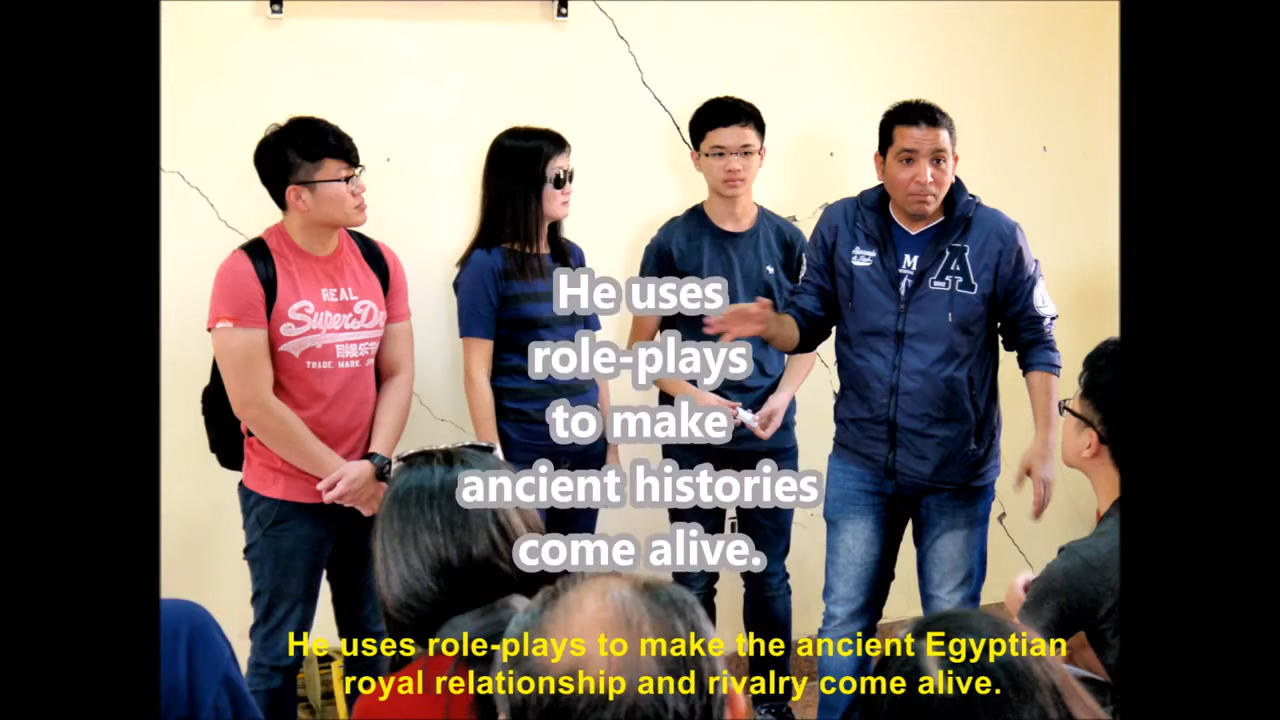 REAL
SuperDr
TRADE. MARK. J
M
A
He uses
role-plays
to make
ancient histories
come alive.
He uses role-plays to make the ancient Egyptian
royal relationship and rivalry come alive.